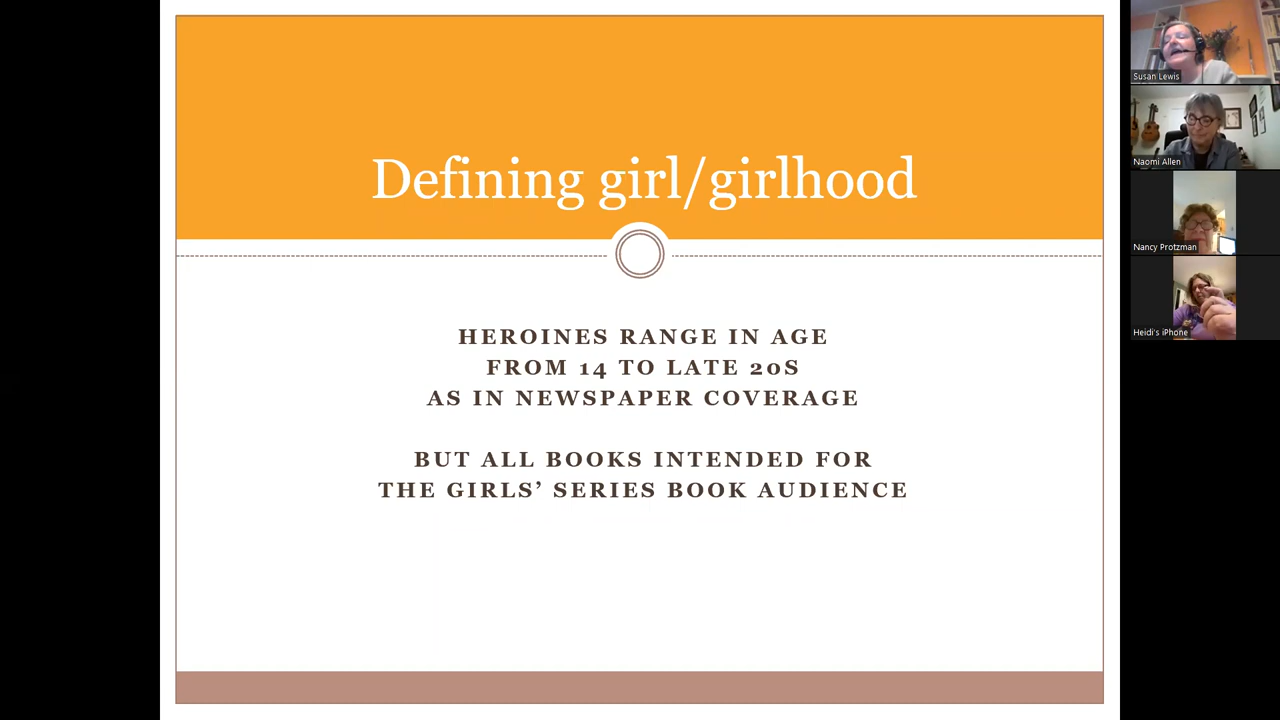 Defining girl/girlhood
HEROINES RANGE IN AGE
FROM 14 TO LATE 20S
AS IN NEWSPAPER COVERAGE
BUT ALL BOOKS INTENDED FOR
THE GIRLS’ SERIES BOOK AUDIENCE
Susan Lewis
Naomi Allen
Nancy Protzman
Heidi's iPhone